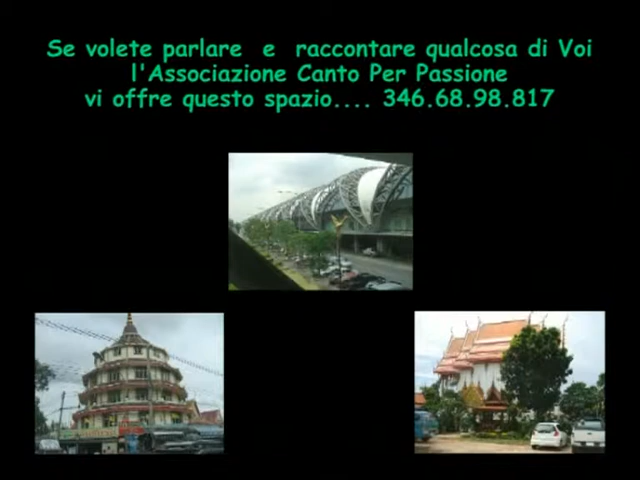 Se volete parlare e raccontare qualcosa di Voi
l'Associazione Canto Per Passione
vi offre questo spazio.... 346.68.98.817